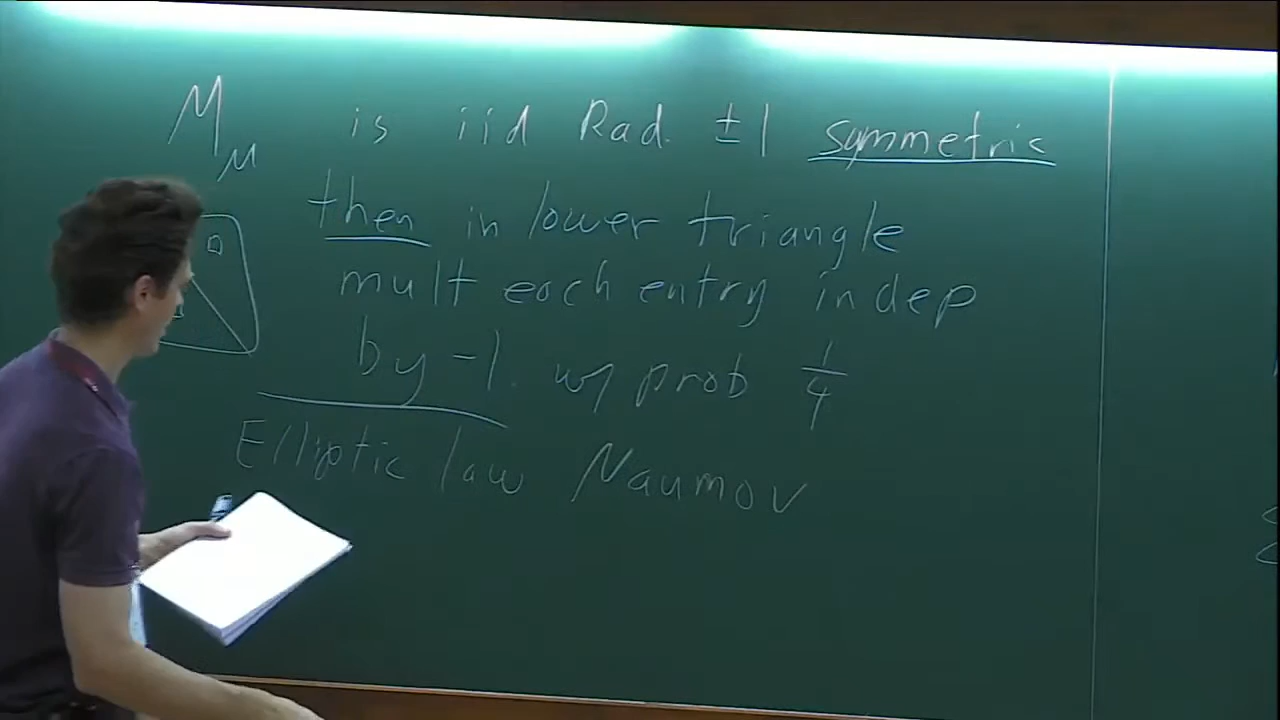 M_μ is iid Rad. ±1 symmetric
then in lower triangle
mult each entry indep
by -1. w/ prob 1/4
Elliptic law Naumov